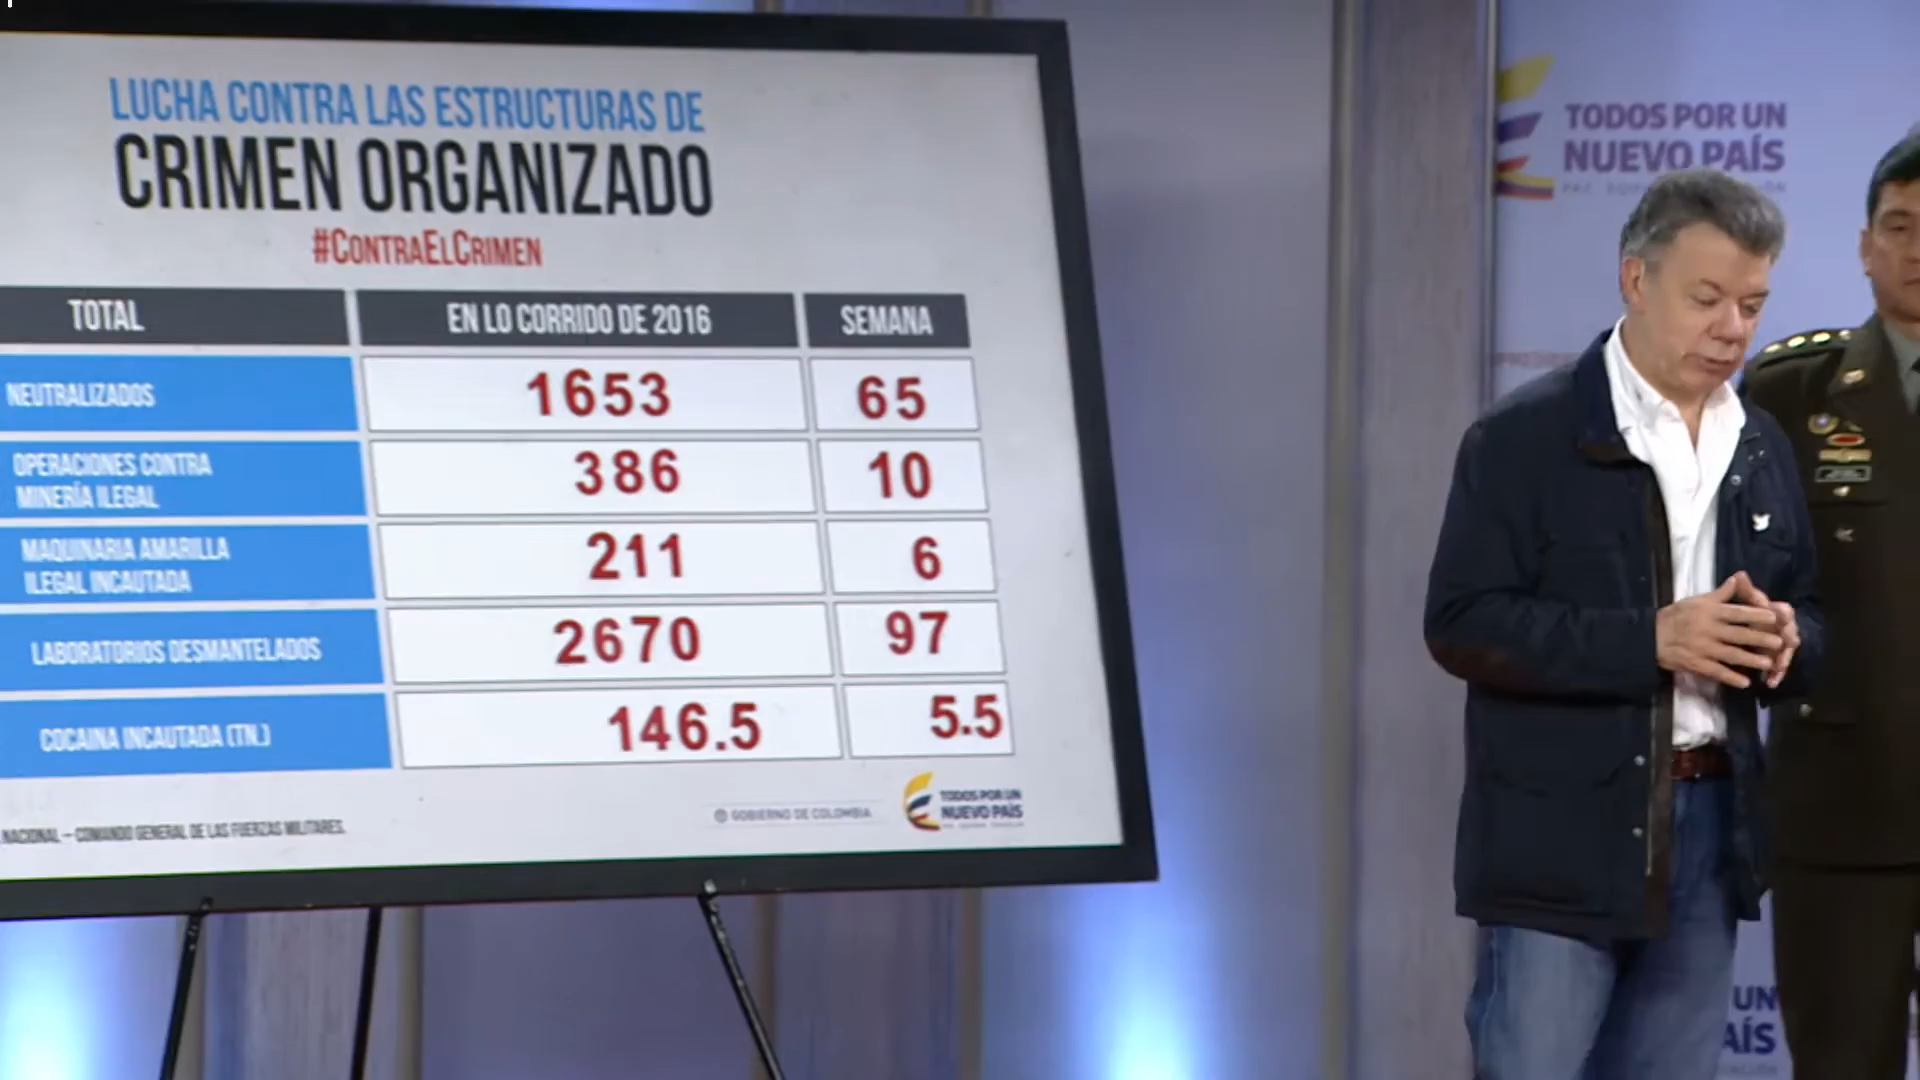 LUCHA CONTRA LAS ESTRUCTURAS DE
CRIMEN ORGANIZADO
#CONTRAELCRIMEN
TOTAL EN LO CORRIDO DE 2016 SEMANA
NEUTRALIZADOS 1653 65
OPERACIONES CONTRA
MINERÍA ILEGAL 386 10
MAQUINARIA AMARILLA
ILEGAL INCAUTADA 211 6
LABORATORIOS DESMANTELADOS 2670 97
COCAINA INCAUTADA (TN.) 146.5 5.5
NACIONAL – COMANDO GENERAL DE LAS FUERZAS MILITARES.
GOBIERNO DE COLOMBIA
TODOS POR UN
NUEVO PAÍS
TODOS POR UN
NUEVO PAÍS
UN
AÍS